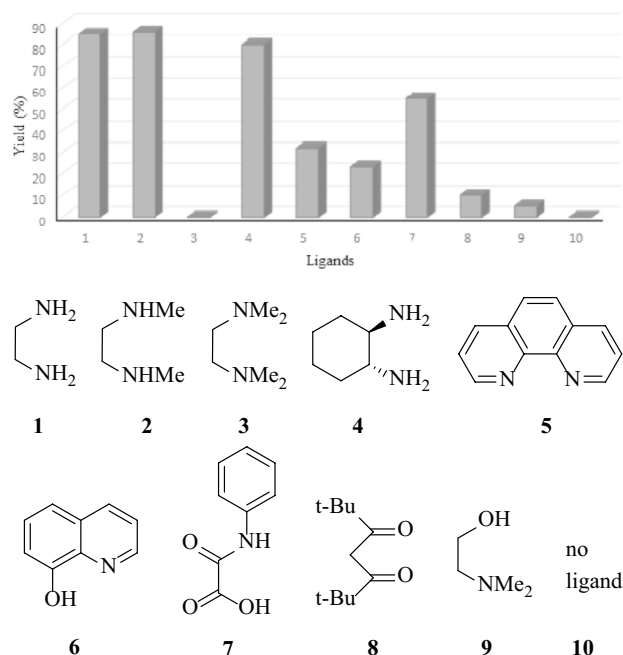 90
80
70
60
50
40
30
20
10
0
Yield (%)
1 2 3 4 5 6 7 8 9 10
Ligands
NH2 NHMe NMe2 NH2
NH2 NHMe NMe2 NH2 N N
1 2 3 4 5
N
OH
6
NH
O
O OH
7
t-Bu
O
O
t-Bu
8
OH
NMe2
9
no
ligand
10